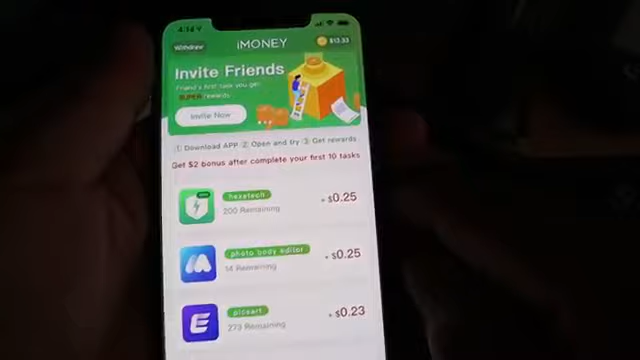 4:14
Withdraw
iMONEY
$13.33
Invite Friends
Friend's first task you get
SUPER rewards
Invite Now
① Download APP ② Open and try ③ Get rewards
Get $2 bonus after complete your first 10 tasks
hexatech
200 Remaining
+ $0.25
photo body editor
14 Remaining
+ $0.25
picsart
273 Remaining
+ $0.23